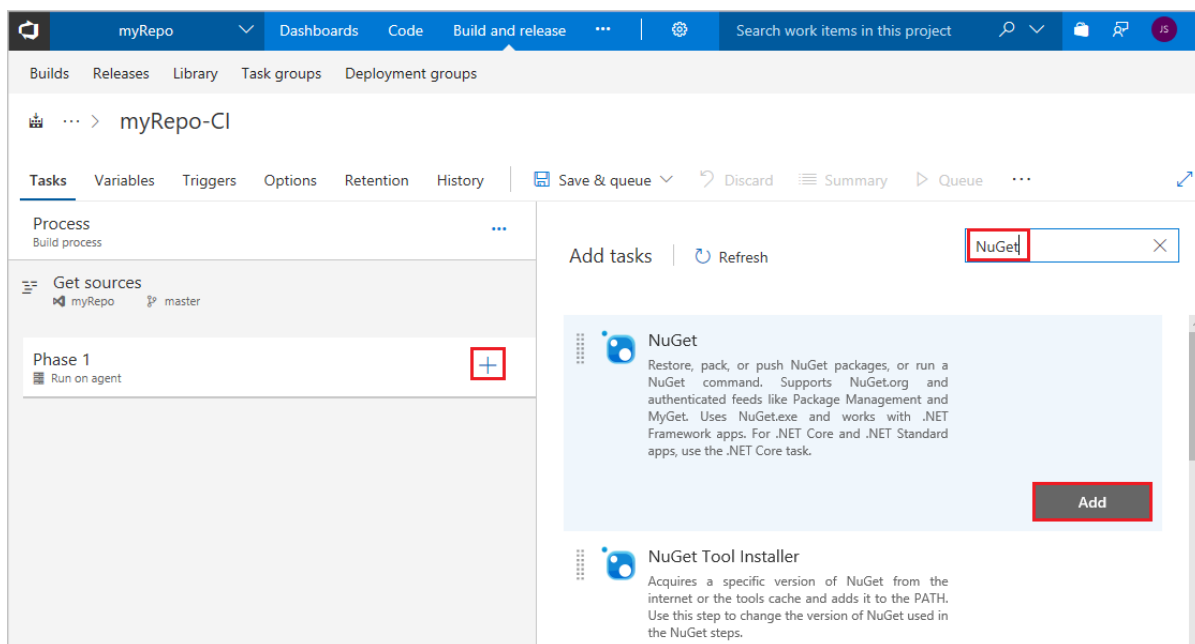 myRepo Dashboards Code Build and release ... Search work items in this project JS
Builds Releases Library Task groups Deployment groups
... > myRepo-CI
Tasks Variables Triggers Options Retention History Save & queue Discard Summary Queue ...
Process
Build process
...
Get sources
myRepo master
Phase 1
Run on agent
Add tasks Refresh NuGet
NuGet
Restore, pack, or push NuGet packages, or run a
NuGet command. Supports NuGet.org and
authenticated feeds like Package Management and
MyGet. Uses NuGet.exe and works with .NET
Framework apps. For .NET Core and .NET Standard
apps, use the .NET Core task.
Add
NuGet Tool Installer
Acquires a specific version of NuGet from the
internet or the tools cache and adds it to the PATH.
Use this step to change the version of NuGet used in
the NuGet steps.